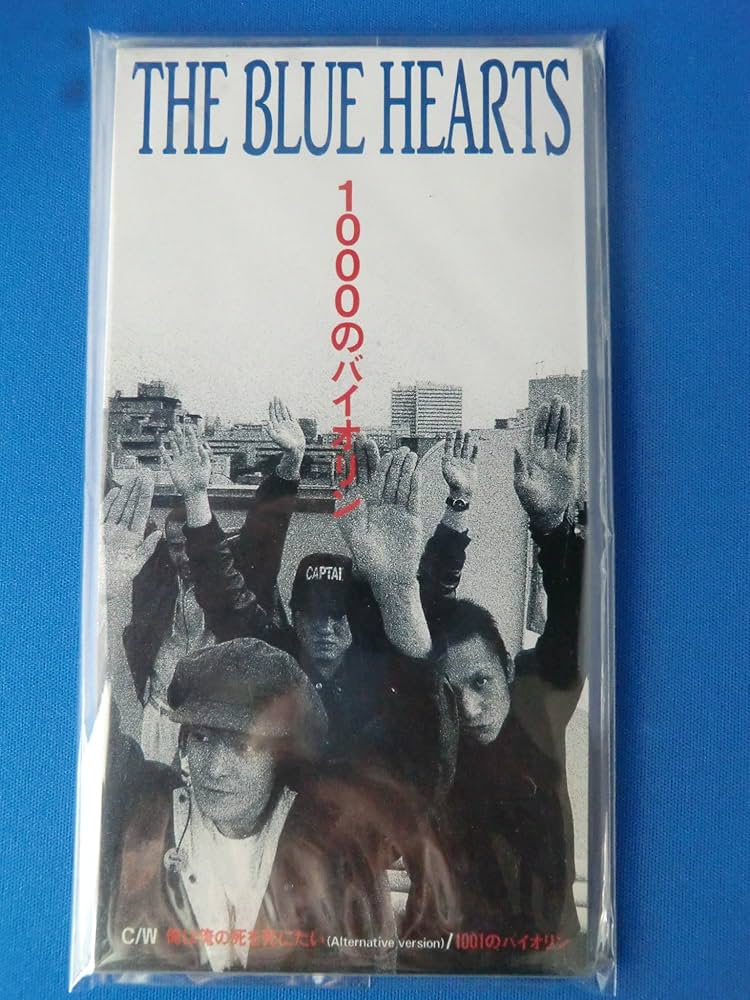 THE BLUE HEARTS
1000のバイオリン
CAPTAI
C/W 俺は俺の死を死にたい(Alternative version)/1001のバイオリン